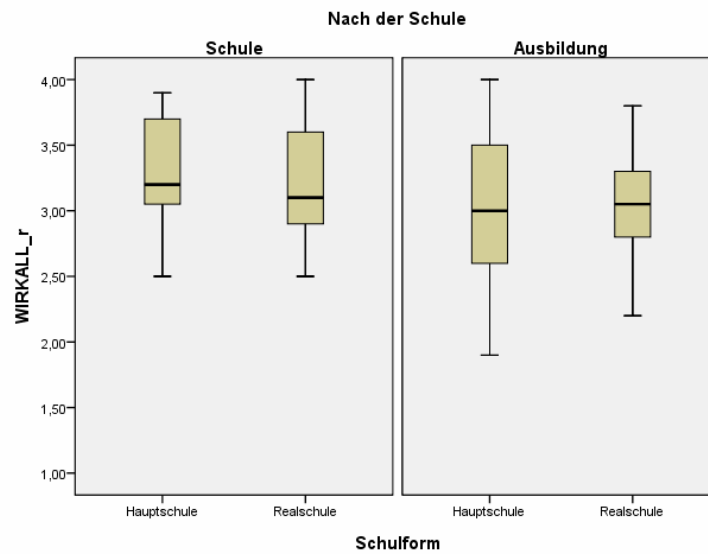 Nach der Schule
Schule Ausbildung
WIRKALL_r
4,00
3,50
3,00
2,50
2,00
1,50
1,00
Hauptschule Realschule Hauptschule Realschule
Schulform